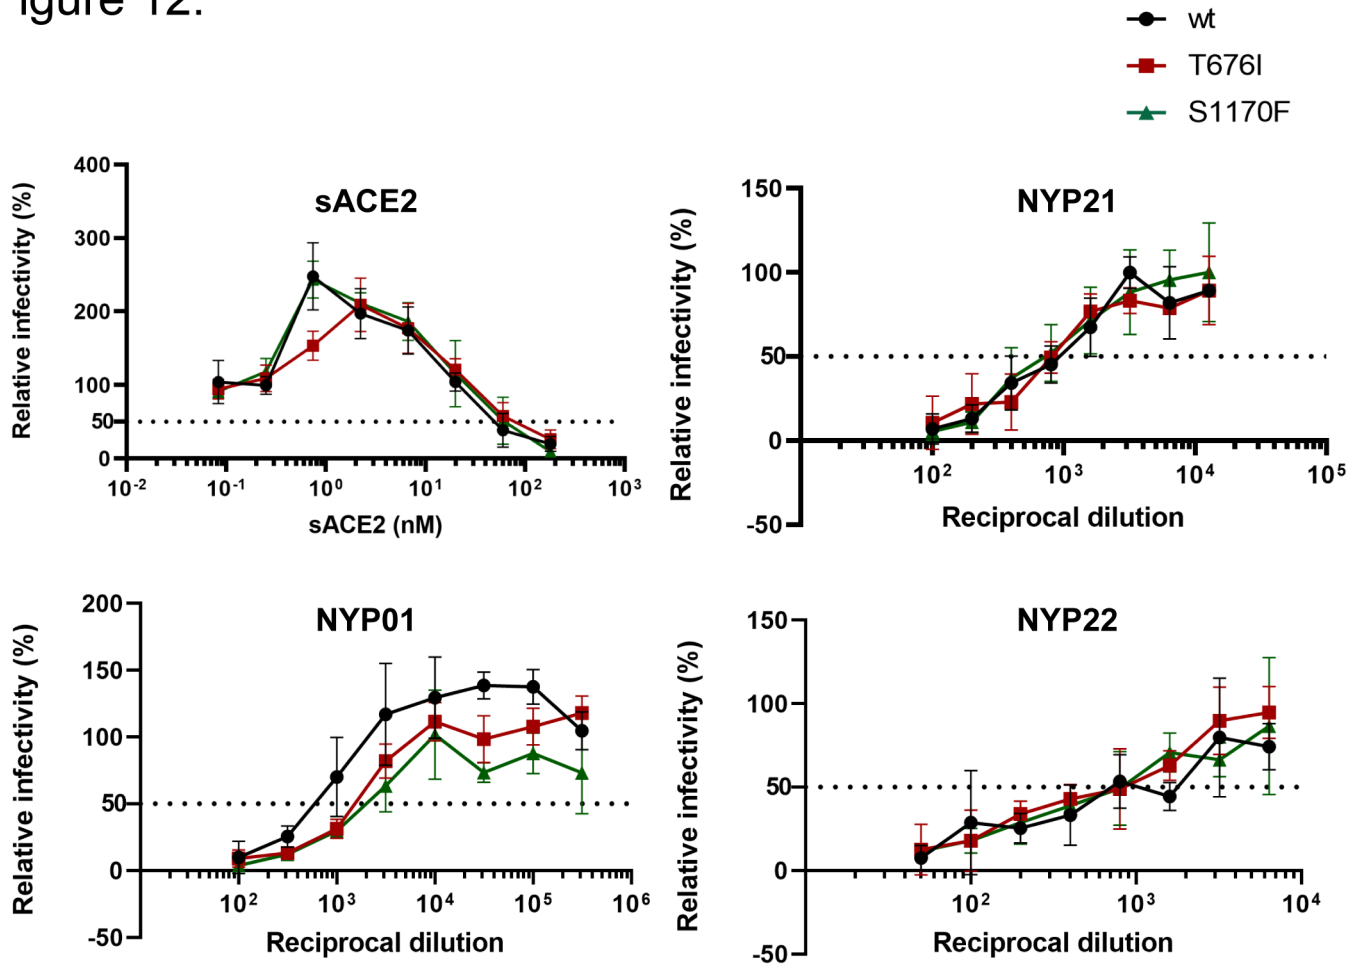 igure 12.
wt
T676I
S1170F
sACE2
Relative infectivity (%)
400
300
200
100
50
0
10-2
10-1
100
101
102
103
sACE2 (nM)
NYP21
Relative infectivity (%)
150
100
50
0
-50
102
103
104
105
Reciprocal dilution
NYP01
Relative infectivity (%)
200
150
100
50
0
-50
102
103
104
105
106
Reciprocal dilution
NYP22
Relative infectivity (%)
150
100
50
0
-50
102
103
104
Reciprocal dilution